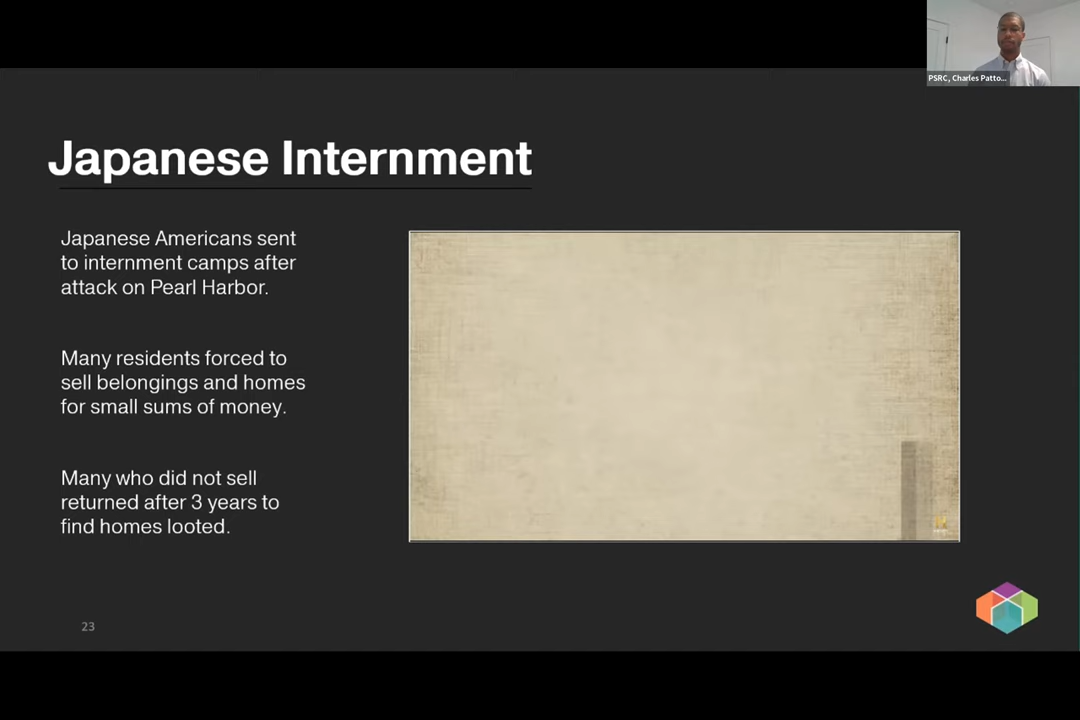 PSRC, Charles Patto...
Japanese Internment
Japanese Americans sent
to internment camps after
attack on Pearl Harbor.
Many residents forced to
sell belongings and homes
for small sums of money.
Many who did not sell
returned after 3 years to
find homes looted.
23